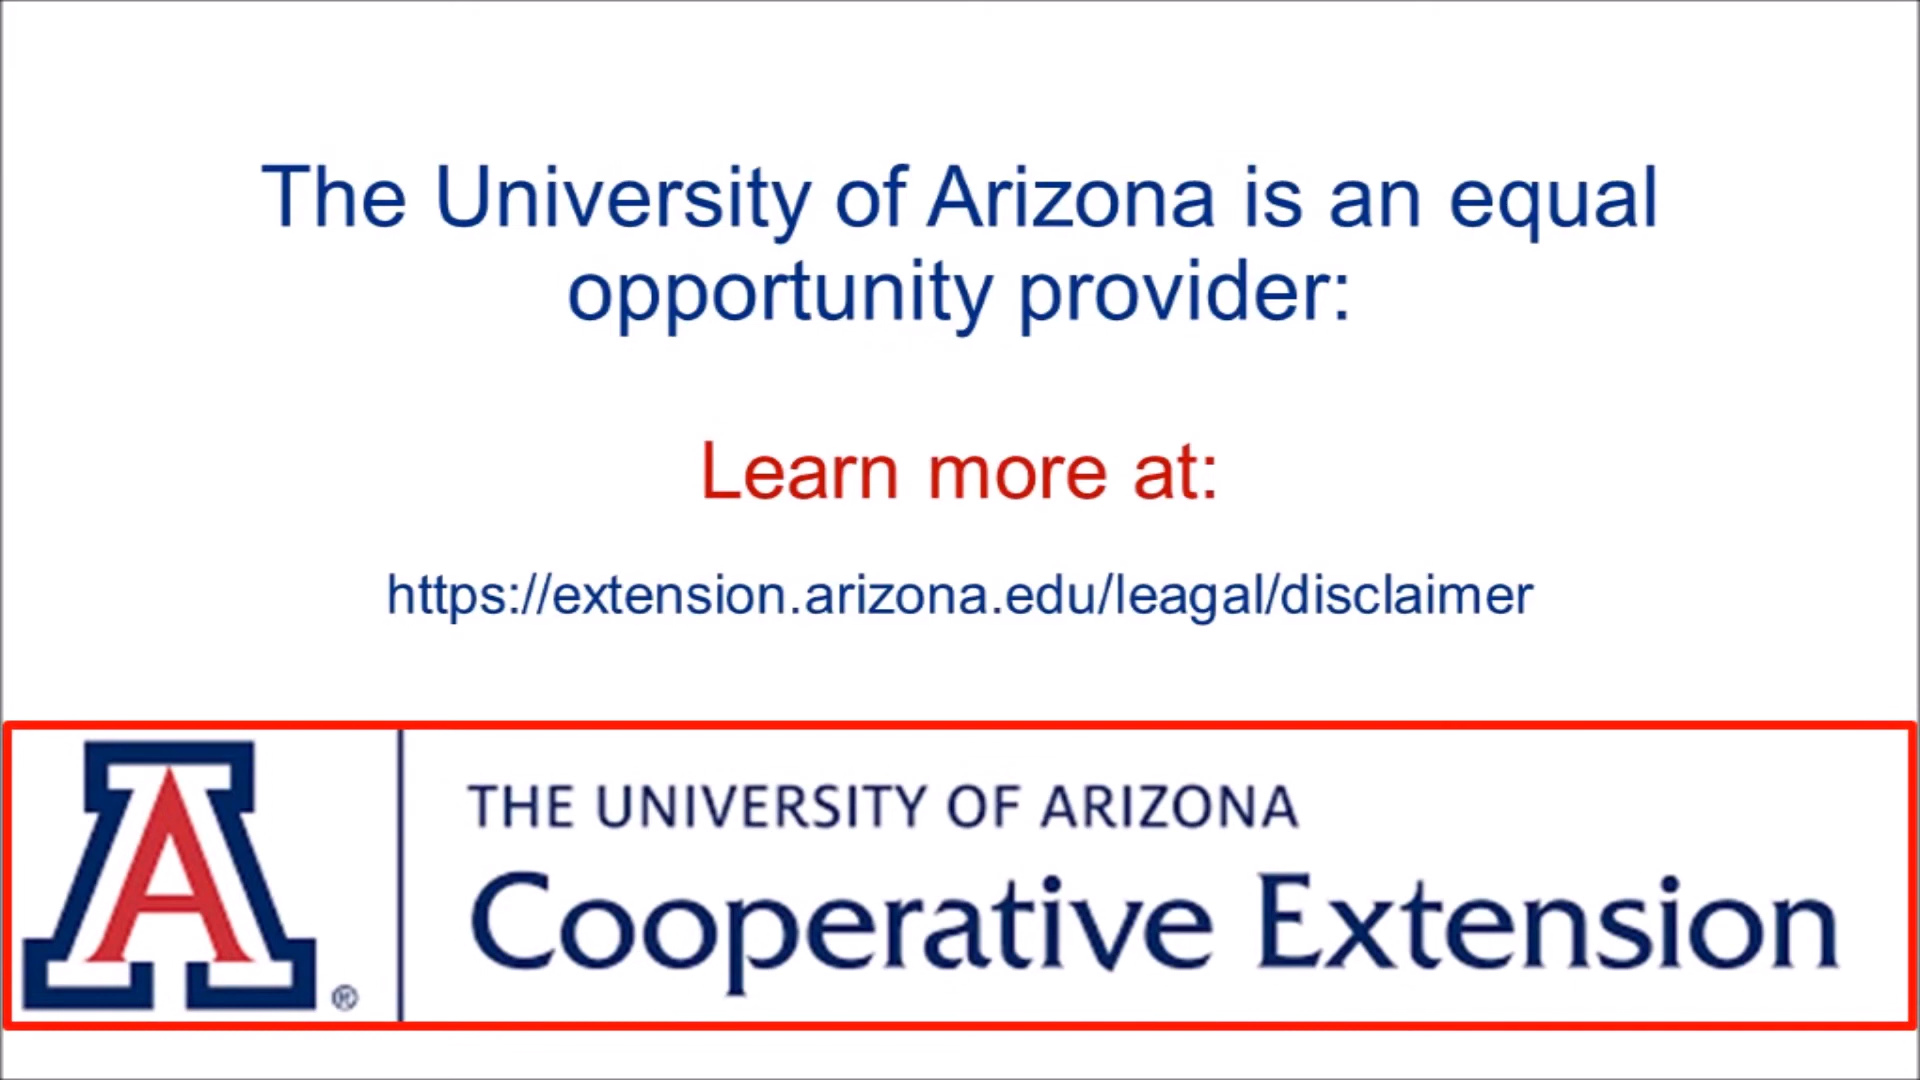 The University of Arizona is an equal
opportunity provider:
Learn more at:
https://extension.arizona.edu/leagal/disclaimer
A ®
THE UNIVERSITY OF ARIZONA
Cooperative Extension